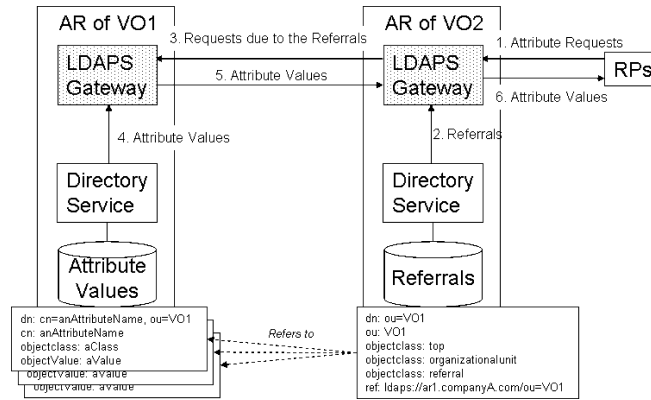 AR of VO1
AR of VO2
3. Requests due to the Referrals
1. Attribute Requests
LDAPS
Gateway
LDAPS
Gateway
RPs
5. Attribute Values
6. Attribute Values
4. Attribute Values
2. Referrals
Directory
Service
Directory
Service
Attribute
Values
Referrals
dn: cn=anAttributeName, ou=VO1
cn: anAttributeName
objectclass: aClass
objectValue: aValue
objectValue: aValue
objectValue: aValue
Refers to
dn: ou=VO1
ou: VO1
objectclass: top
objectclass: organizationalunit
objectclass: referral
ref: ldaps://ar1.companyA.com/ou=VO1